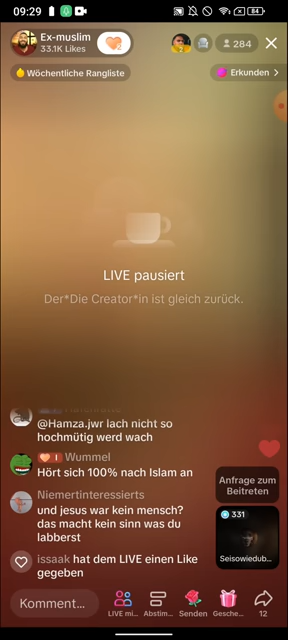 09:29
84
Ex-muslim
33.1K Likes
284
Wöchentliche Rangliste
Erkunden >
LIVE pausiert
Der*Die Creator*in ist gleich zurück.
@Hamza.jwr lach nicht so
hochmütig werd wach
Wummel
Hört sich 100% nach Islam an
Niemertinteressierts
und jesus war kein mensch?
das macht kein sinn was du
labberst
issaak hat dem LIVE einen Like
gegeben
Anfrage zum
Beitreten
331
Seisowiedub...
Komment...
LIVE mi...
Abstim...
Senden
Gesche...
12